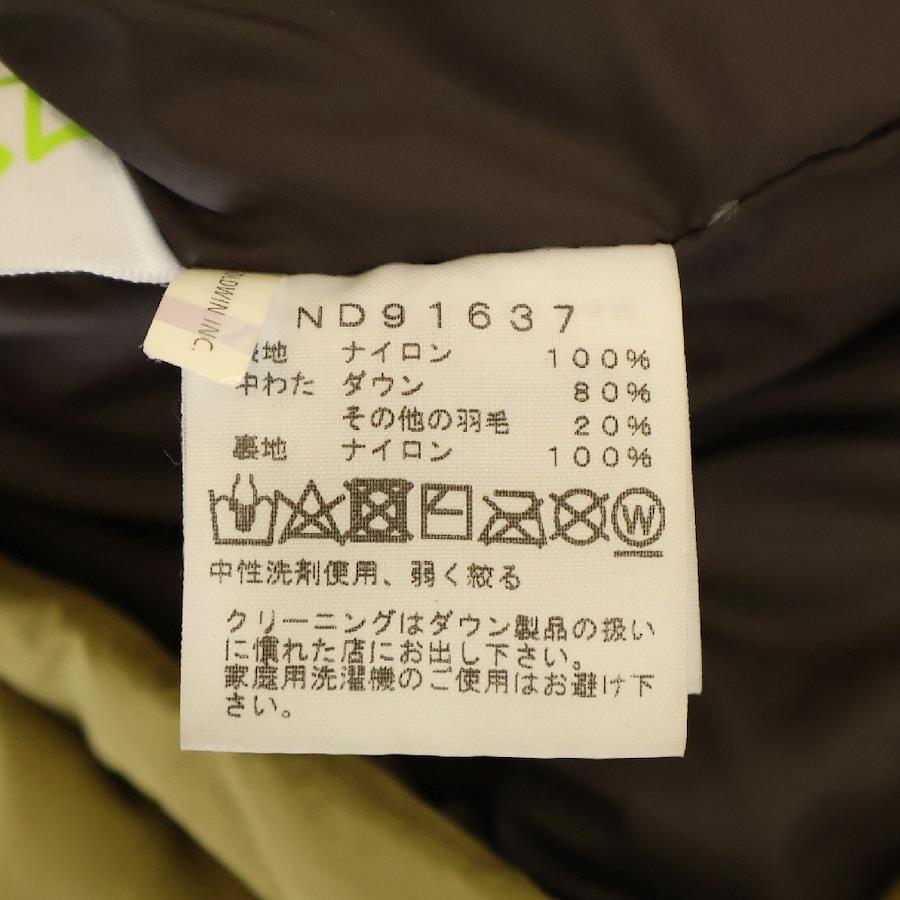 OLDWIN INC.
ND91637
表地 ナイロン 100%
中わた ダウン 80%
その他の羽毛 20%
裏地 ナイロン 100%
W
中性洗剤使用、弱く絞る
クリーニングはダウン製品の扱い
に慣れた店にお出し下さい。
家庭用洗濯機のご使用はお避け下
さい。